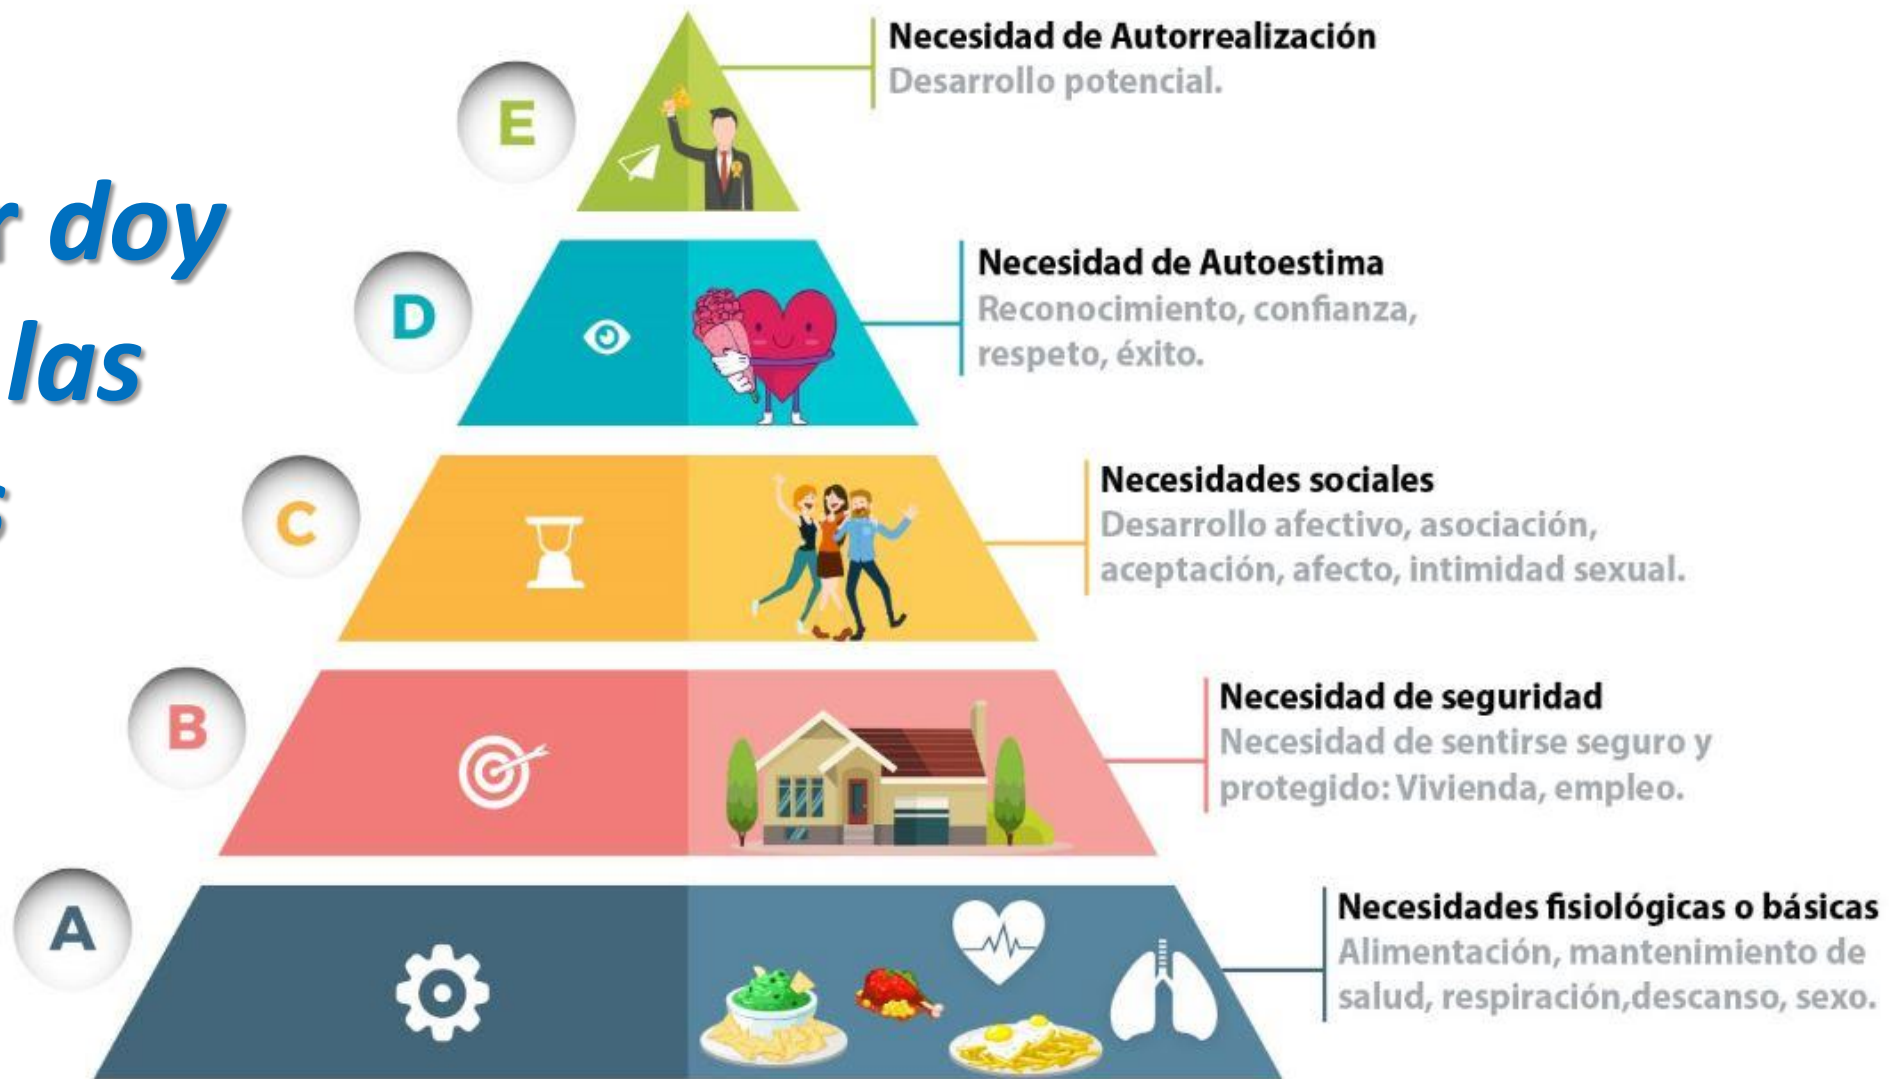 E
Necesidad de Autorrealización
Desarrollo potencial.
doy
las
D
Necesidad de Autoestima
Reconocimiento, confianza,
respeto, éxito.
C
Necesidades sociales
Desarrollo afectivo, asociación,
aceptación, afecto, intimidad sexual.
B
Necesidad de seguridad
Necesidad de sentirse seguro y
protegido: Vivienda, empleo.
A
Necesidades fisiológicas o básicas
Alimentación, mantenimiento de
salud, respiración,descanso, sexo.